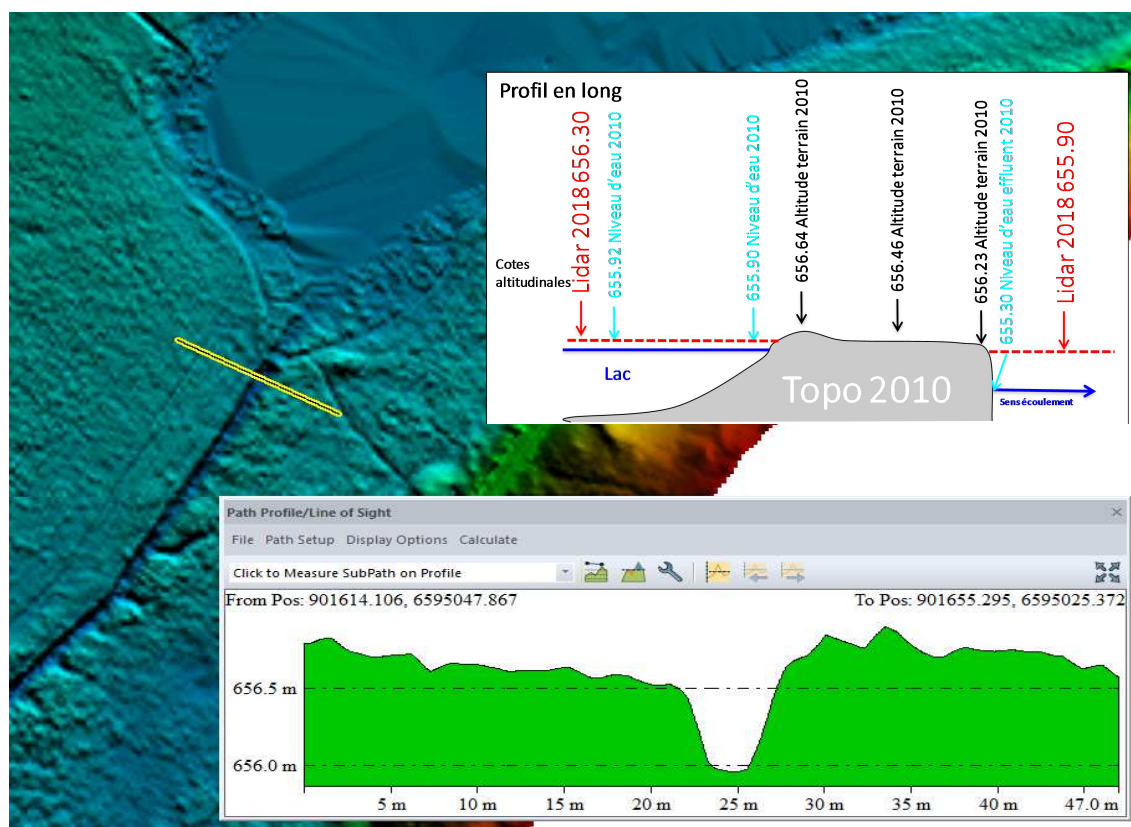 Profil en long
Lidar 2018 656.30
655.92 Niveau d'eau 2010
655.90 Niveau d'eau 2010
656.64 Altitude terrain 2010
656.46 Altitude terrain 2010
656.23 Altitude terrain 2010
655.30 Niveau d'eau effluent 2010
Lidar 2018 655.90
Cotes
altitudinales
Lac
Topo 2010
Sens écoulement
Path Profile/Line of Sight
File Path Setup Display Options Calculate
Click to Measure SubPath on Profile
From Pos: 901614.106, 6595047.867
To Pos: 901655.295, 6595025.372
656.5 m
656.0 m
5 m 10 m 15 m 20 m 25 m 30 m 35 m 40 m 47.0 m